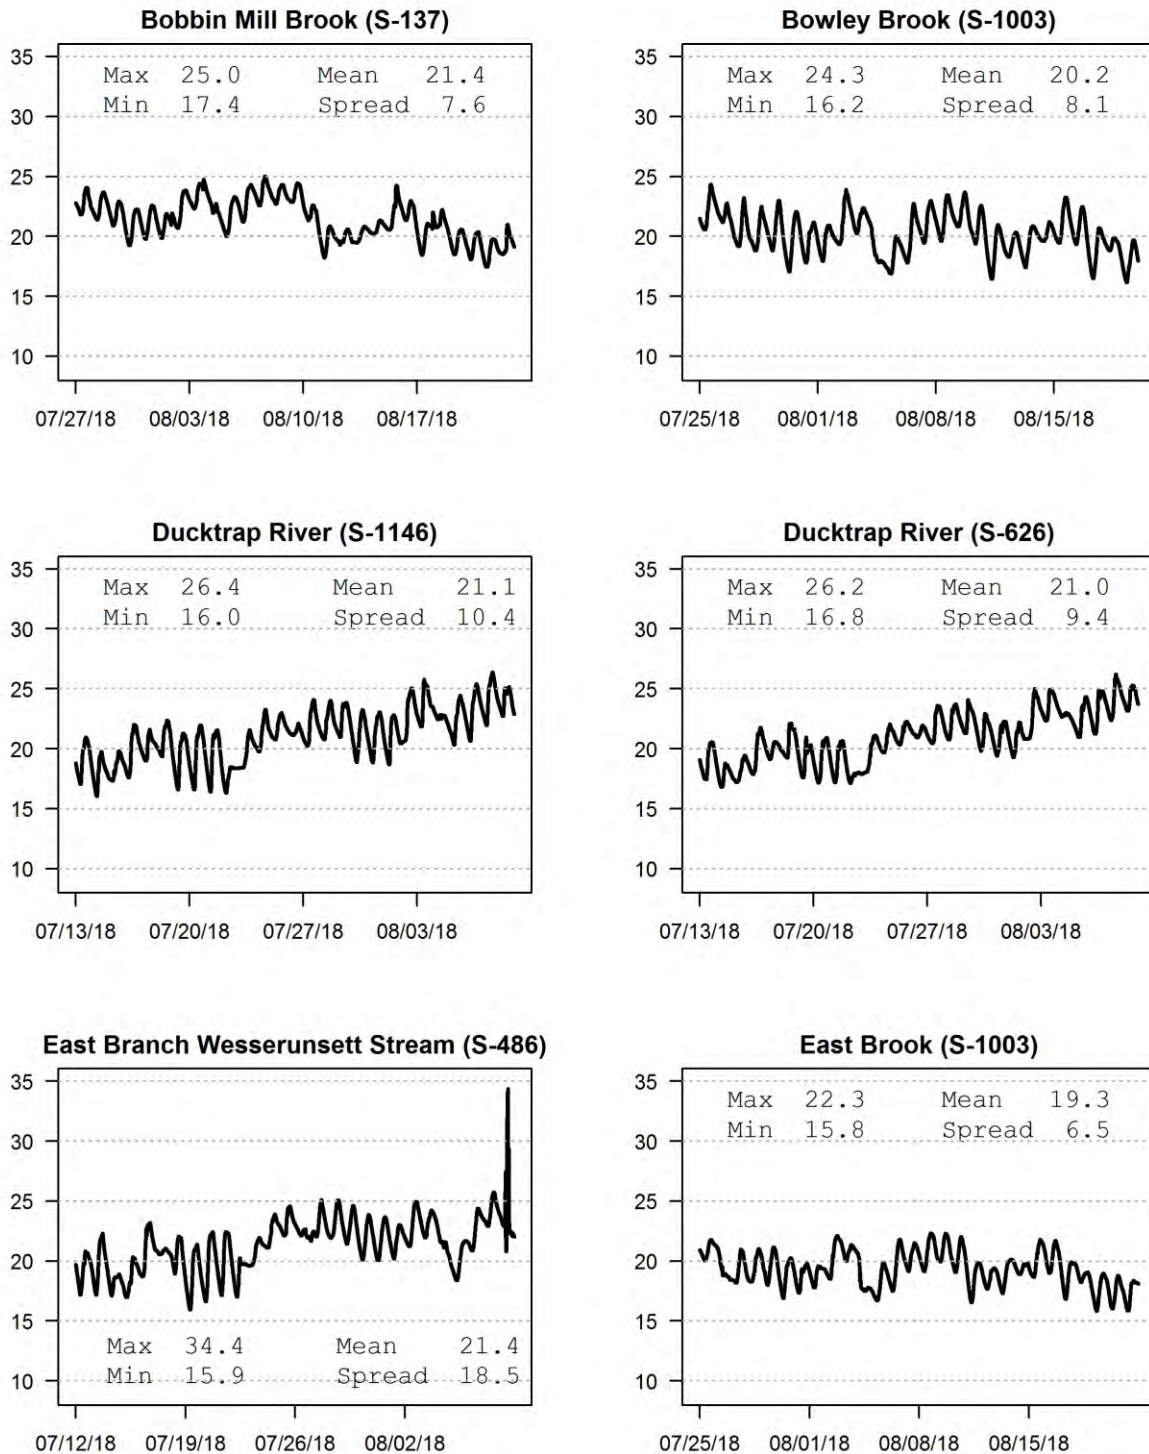 Bobbin Mill Brook (S-137)
35
30
25
20
15
10
Max 25.0 Mean 21.4
Min 17.4 Spread 7.6
07/27/18 08/03/18 08/10/18 08/17/18
Bowley Brook (S-1003)
35
30
25
20
15
10
Max 24.3 Mean 20.2
Min 16.2 Spread 8.1
07/25/18 08/01/18 08/08/18 08/15/18
Ducktrap River (S-1146)
35
30
25
20
15
10
Max 26.4 Mean 21.1
Min 16.0 Spread 10.4
07/13/18 07/20/18 07/27/18 08/03/18
Ducktrap River (S-626)
35
30
25
20
15
10
Max 26.2 Mean 21.0
Min 16.8 Spread 9.4
07/13/18 07/20/18 07/27/18 08/03/18
East Branch Wesserunsett Stream (S-486)
35
30
25
20
15
10
Max 34.4 Mean 21.4
Min 15.9 Spread 18.5
07/12/18 07/19/18 07/26/18 08/02/18
East Brook (S-1003)
35
30
25
20
15
10
Max 22.3 Mean 19.3
Min 15.8 Spread 6.5
07/25/18 08/01/18 08/08/18 08/15/18